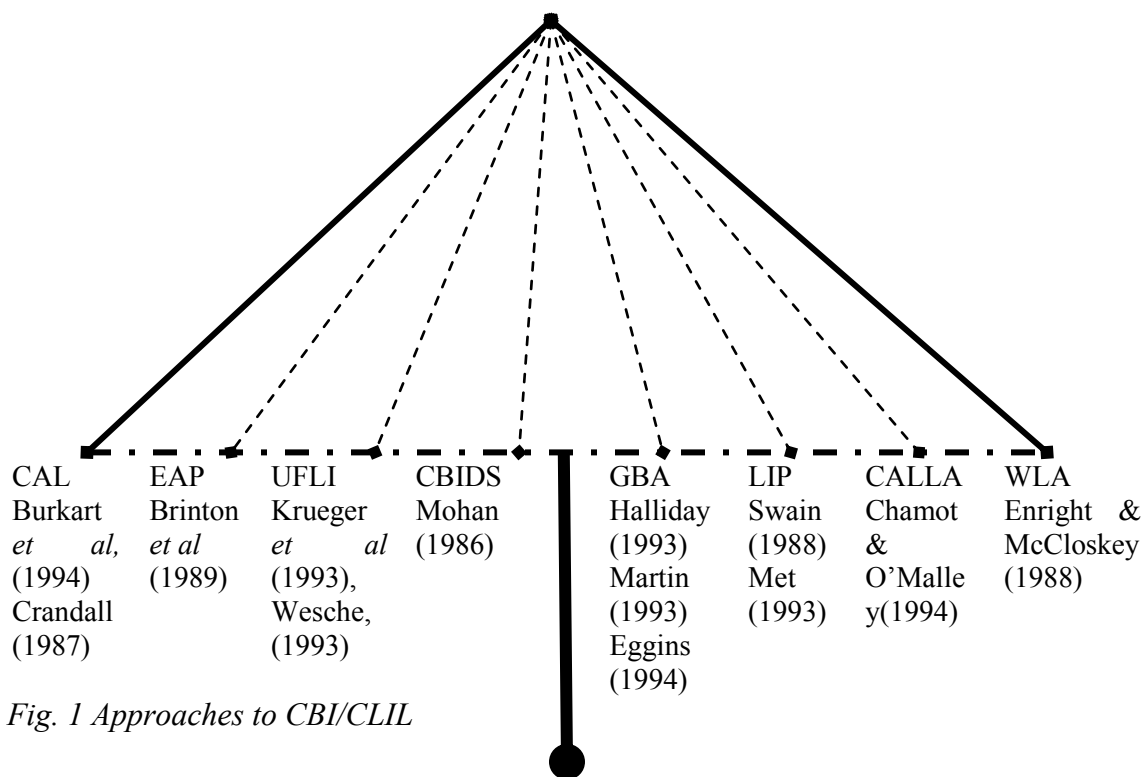 CAL
Burkart
et al,
(1994)
Crandall
(1987)
EAP
Brinton
et al
(1989)
UFLI
Krueger
et al
(1993),
Wesche,
(1993)
CBIDS
Mohan
(1986)
GBA
Halliday
(1993)
Martin
(1993)
Eggins
(1994)
LIP
Swain
(1988)
Met
(1993)
CALLA
Chamot
&
O’Malle
y(1994)
WLA
Enright &
McCloskey
(1988)
Fig. 1 Approaches to CBI/CLIL